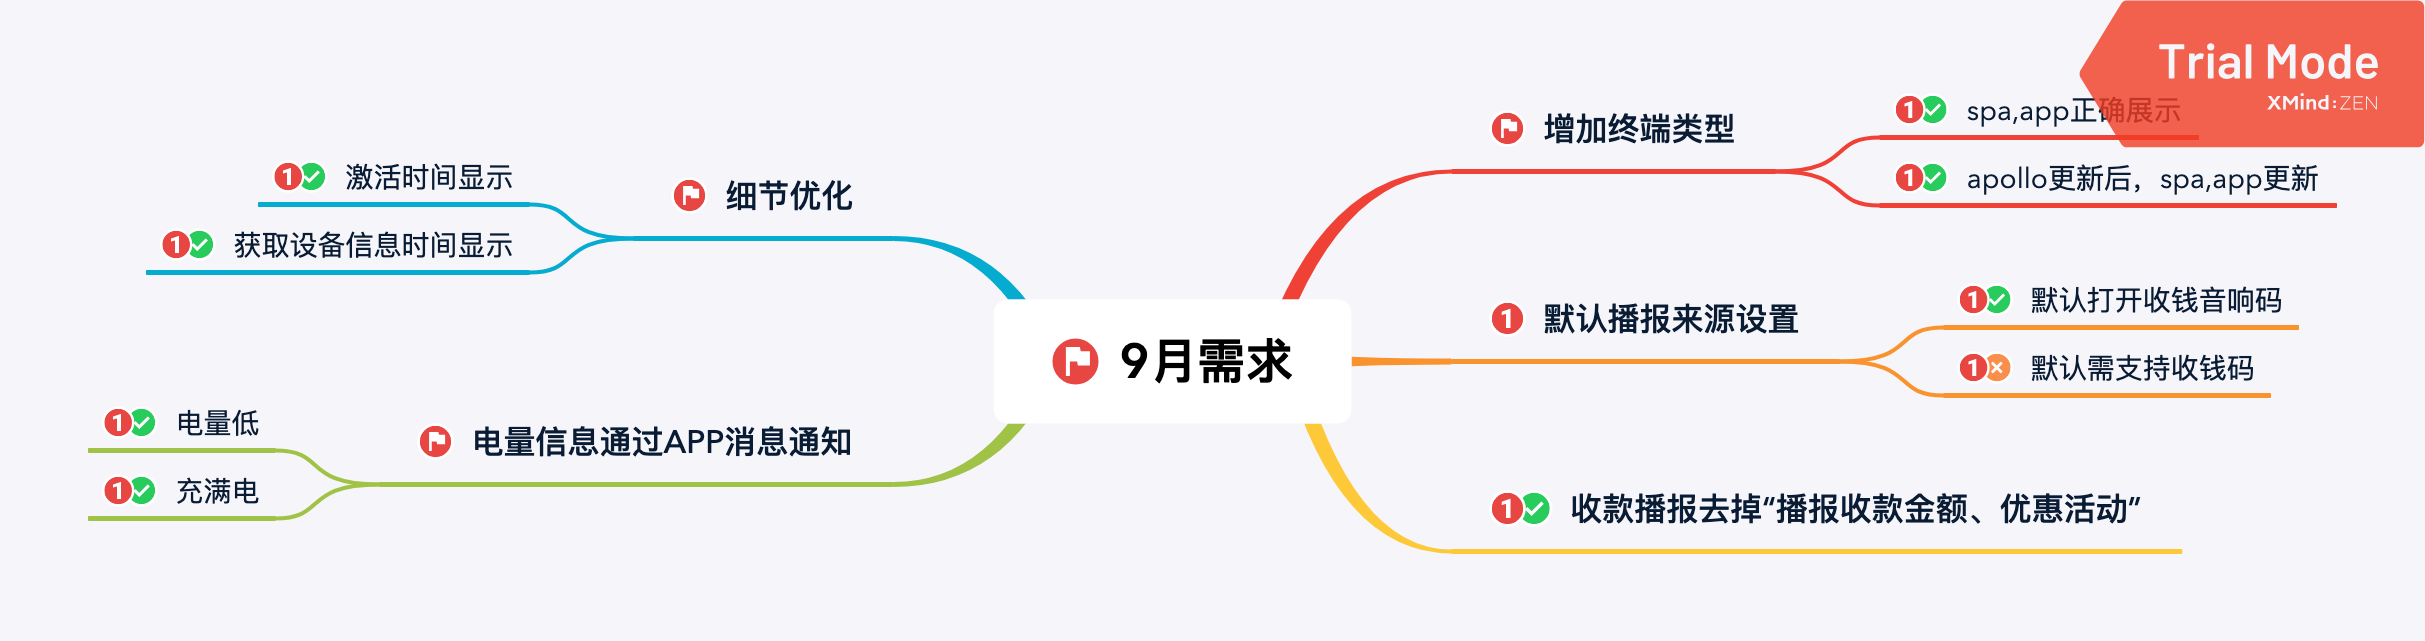 Trial Mode
XMind:ZEN
9月需求
增加终端类型
spa,app正确展示
apollo更新后，spa,app更新
默认播报来源设置
默认打开收钱音响码
默认需支持收钱码
收款播报去掉“播报收款金额、优惠活动”
细节优化
激活时间显示
获取设备信息时间显示
电量信息通过APP消息通知
电量低
充满电